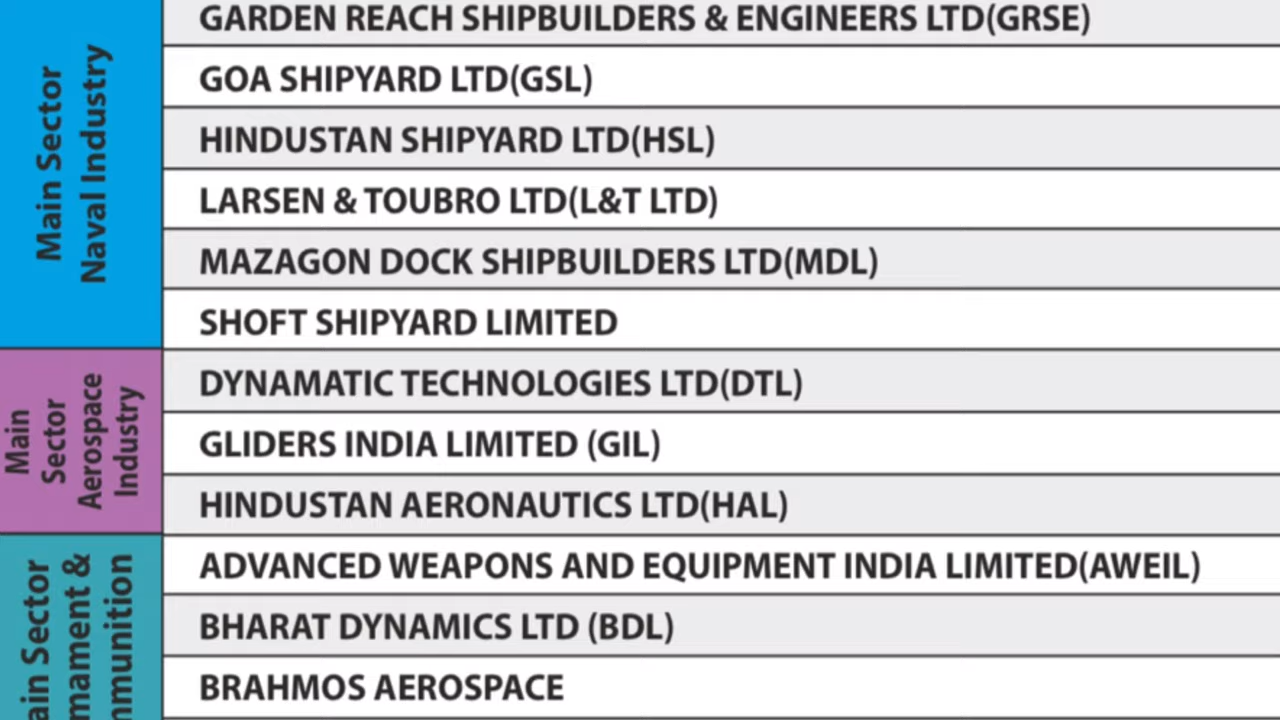 Main Sector
Naval Industry
GARDEN REACH SHIPBUILDERS & ENGINEERS LTD(GRSE)
GOA SHIPYARD LTD(GSL)
HINDUSTAN SHIPYARD LTD(HSL)
LARSEN & TOUBRO LTD(L&T LTD)
MAZAGON DOCK SHIPBUILDERS LTD(MDL)
SHOFT SHIPYARD LIMITED
Main
Sector
Aerospace
Industry
DYNAMATIC TECHNOLOGIES LTD(DTL)
GLIDERS INDIA LIMITED (GIL)
HINDUSTAN AERONAUTICS LTD(HAL)
ain Sector
mament &
mmunition
ADVANCED WEAPONS AND EQUIPMENT INDIA LIMITED(AWEIL)
BHARAT DYNAMICS LTD (BDL)
BRAHMOS AEROSPACE